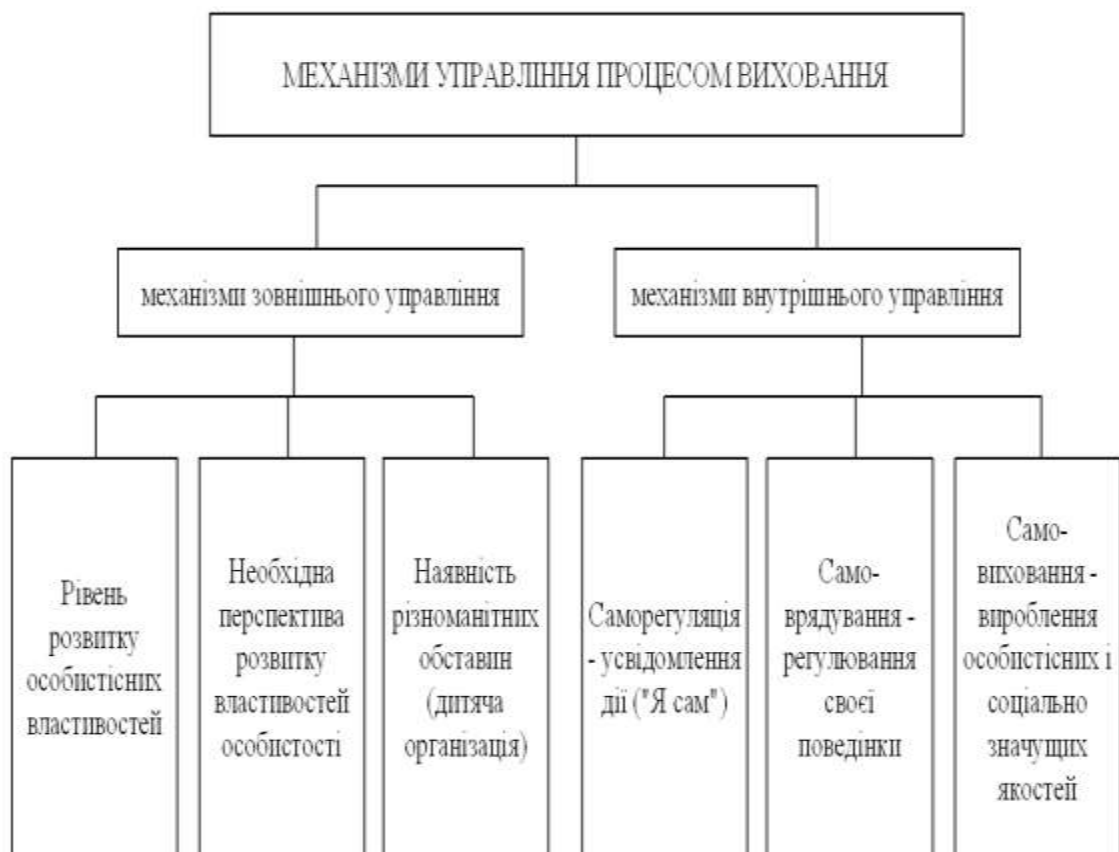 МЕХАНІЗМИ УПРАВЛІННЯ ПРОЦЕСОМ ВИХОВАННЯ
механізми зовнішнього управління
механізми внутрішнього управління
Рівень
розвитку
особистісних
властивостей
Необхідна
перспектива
розвитку
властивостей
особистості
Наявність
різноманітних
обставин
(дитяча
організація)
Саморегуляція
- усвідомлення
дії ("Я сам")
Само-
врядування -
регулювання
своєї
поведінки
Само-
виховання -
вироблення
особистісних і
соціально
значущих
якостей